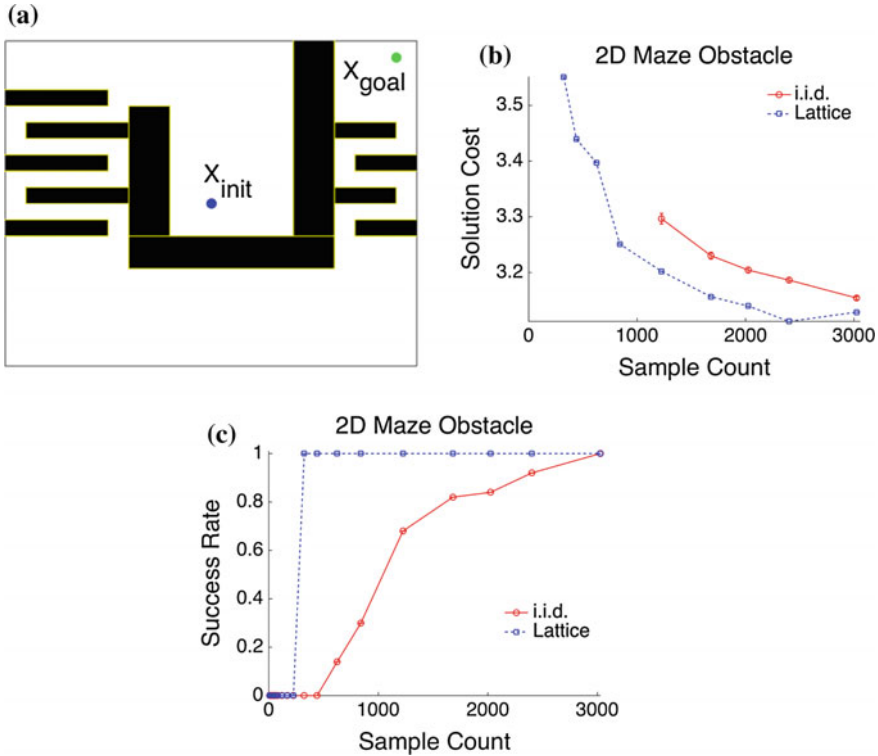 (a)
Xgoal
Xinit
(b)
2D Maze Obstacle
i.i.d.
Lattice
Solution Cost
3.5
3.4
3.3
3.2
0 1000 2000 3000
Sample Count
(c)
2D Maze Obstacle
Success Rate
1
0.8
0.6
0.4
0.2
0
i.i.d.
Lattice
0 1000 2000 3000
Sample Count